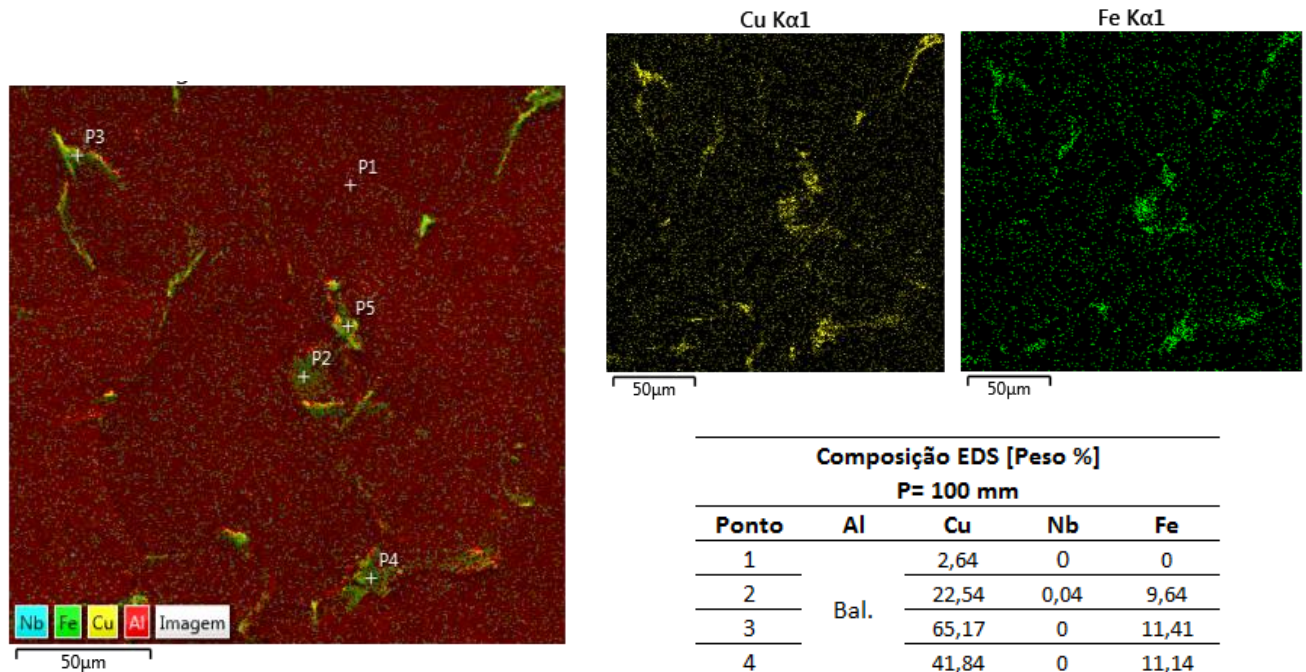 Cu Kα1
Fe Kα1
P3
P1
P5
P2
P4
Nb Fe Cu Al Imagem
50µm
50µm
50µm
Composição EDS [Peso %]
P= 100 mm
Ponto Al Cu Nb Fe
1 2,64 0 0
2 22,54 0,04 9,64
Bal.
3 65,17 0 11,41
4 41,84 0 11,14